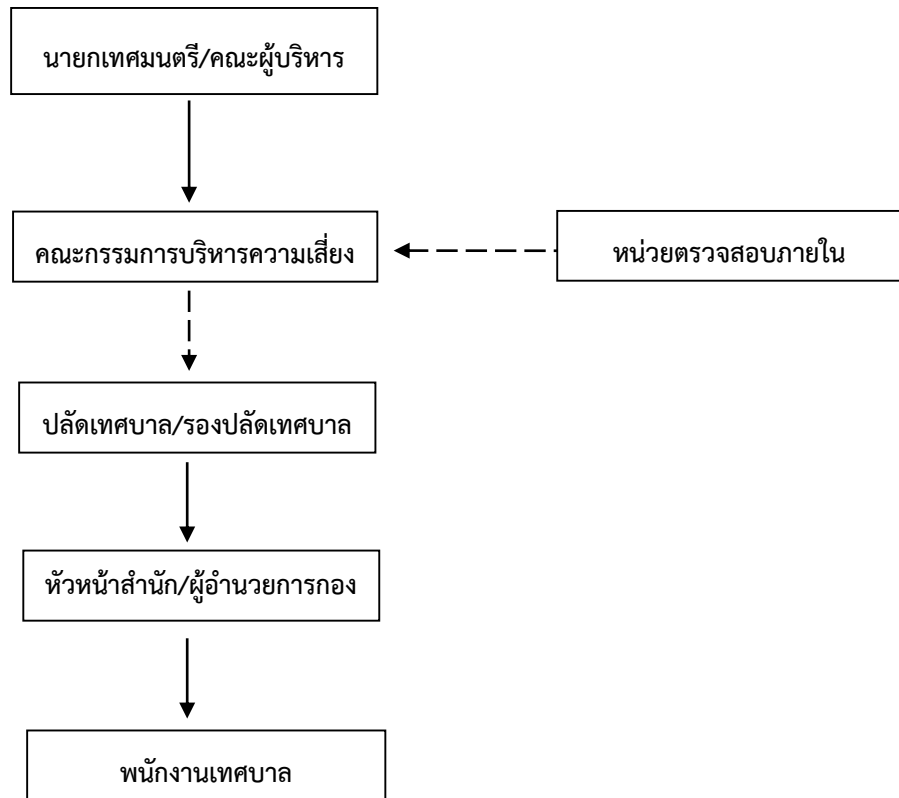 นายกเทศมนตรี/คณะผู้บริหาร
คณะกรรมการบริหารความเสี่ยง
หน่วยตรวจสอบภายใน
ปลัดเทศบาล/รองปลัดเทศบาล
หัวหน้าสำนัก/ผู้อำนวยการกอง
พนักงานเทศบาล